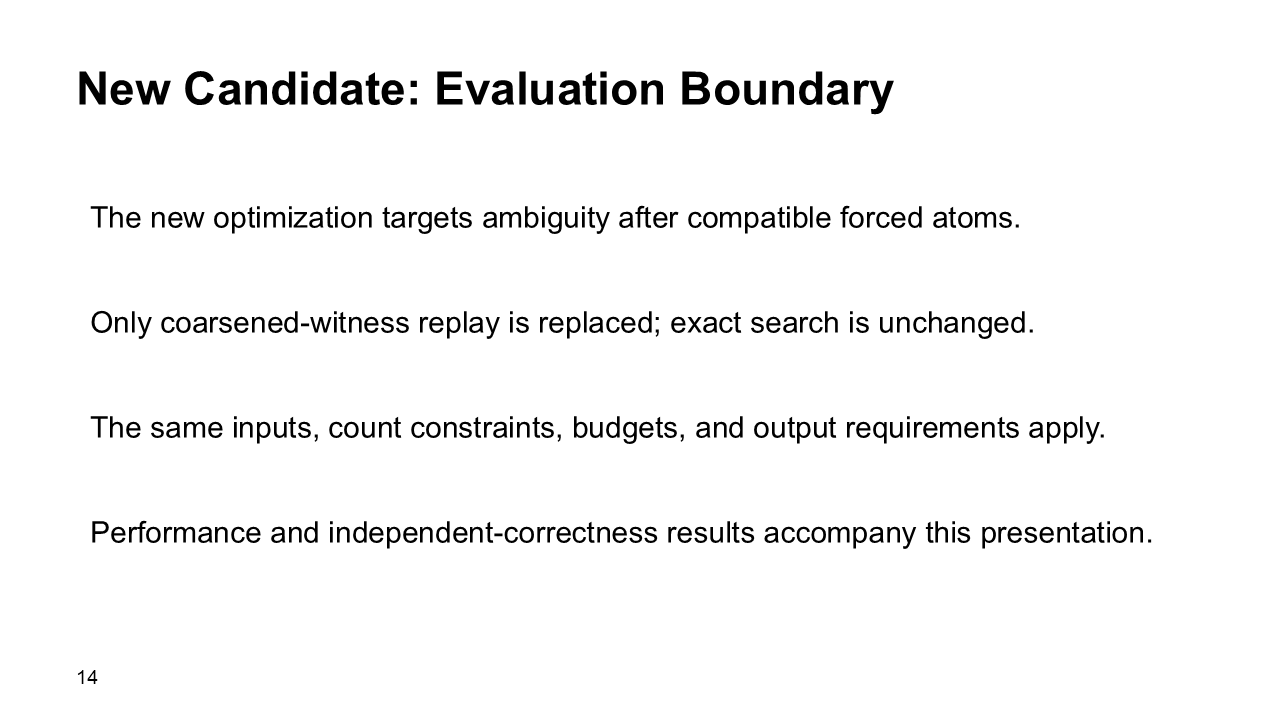 New Candidate: Evaluation Boundary
The new optimization targets ambiguity after compatible forced atoms.
Only coarsened-witness replay is replaced; exact search is unchanged.
The same inputs, count constraints, budgets, and output requirements apply.
Performance and independent-correctness results accompany this presentation.
14